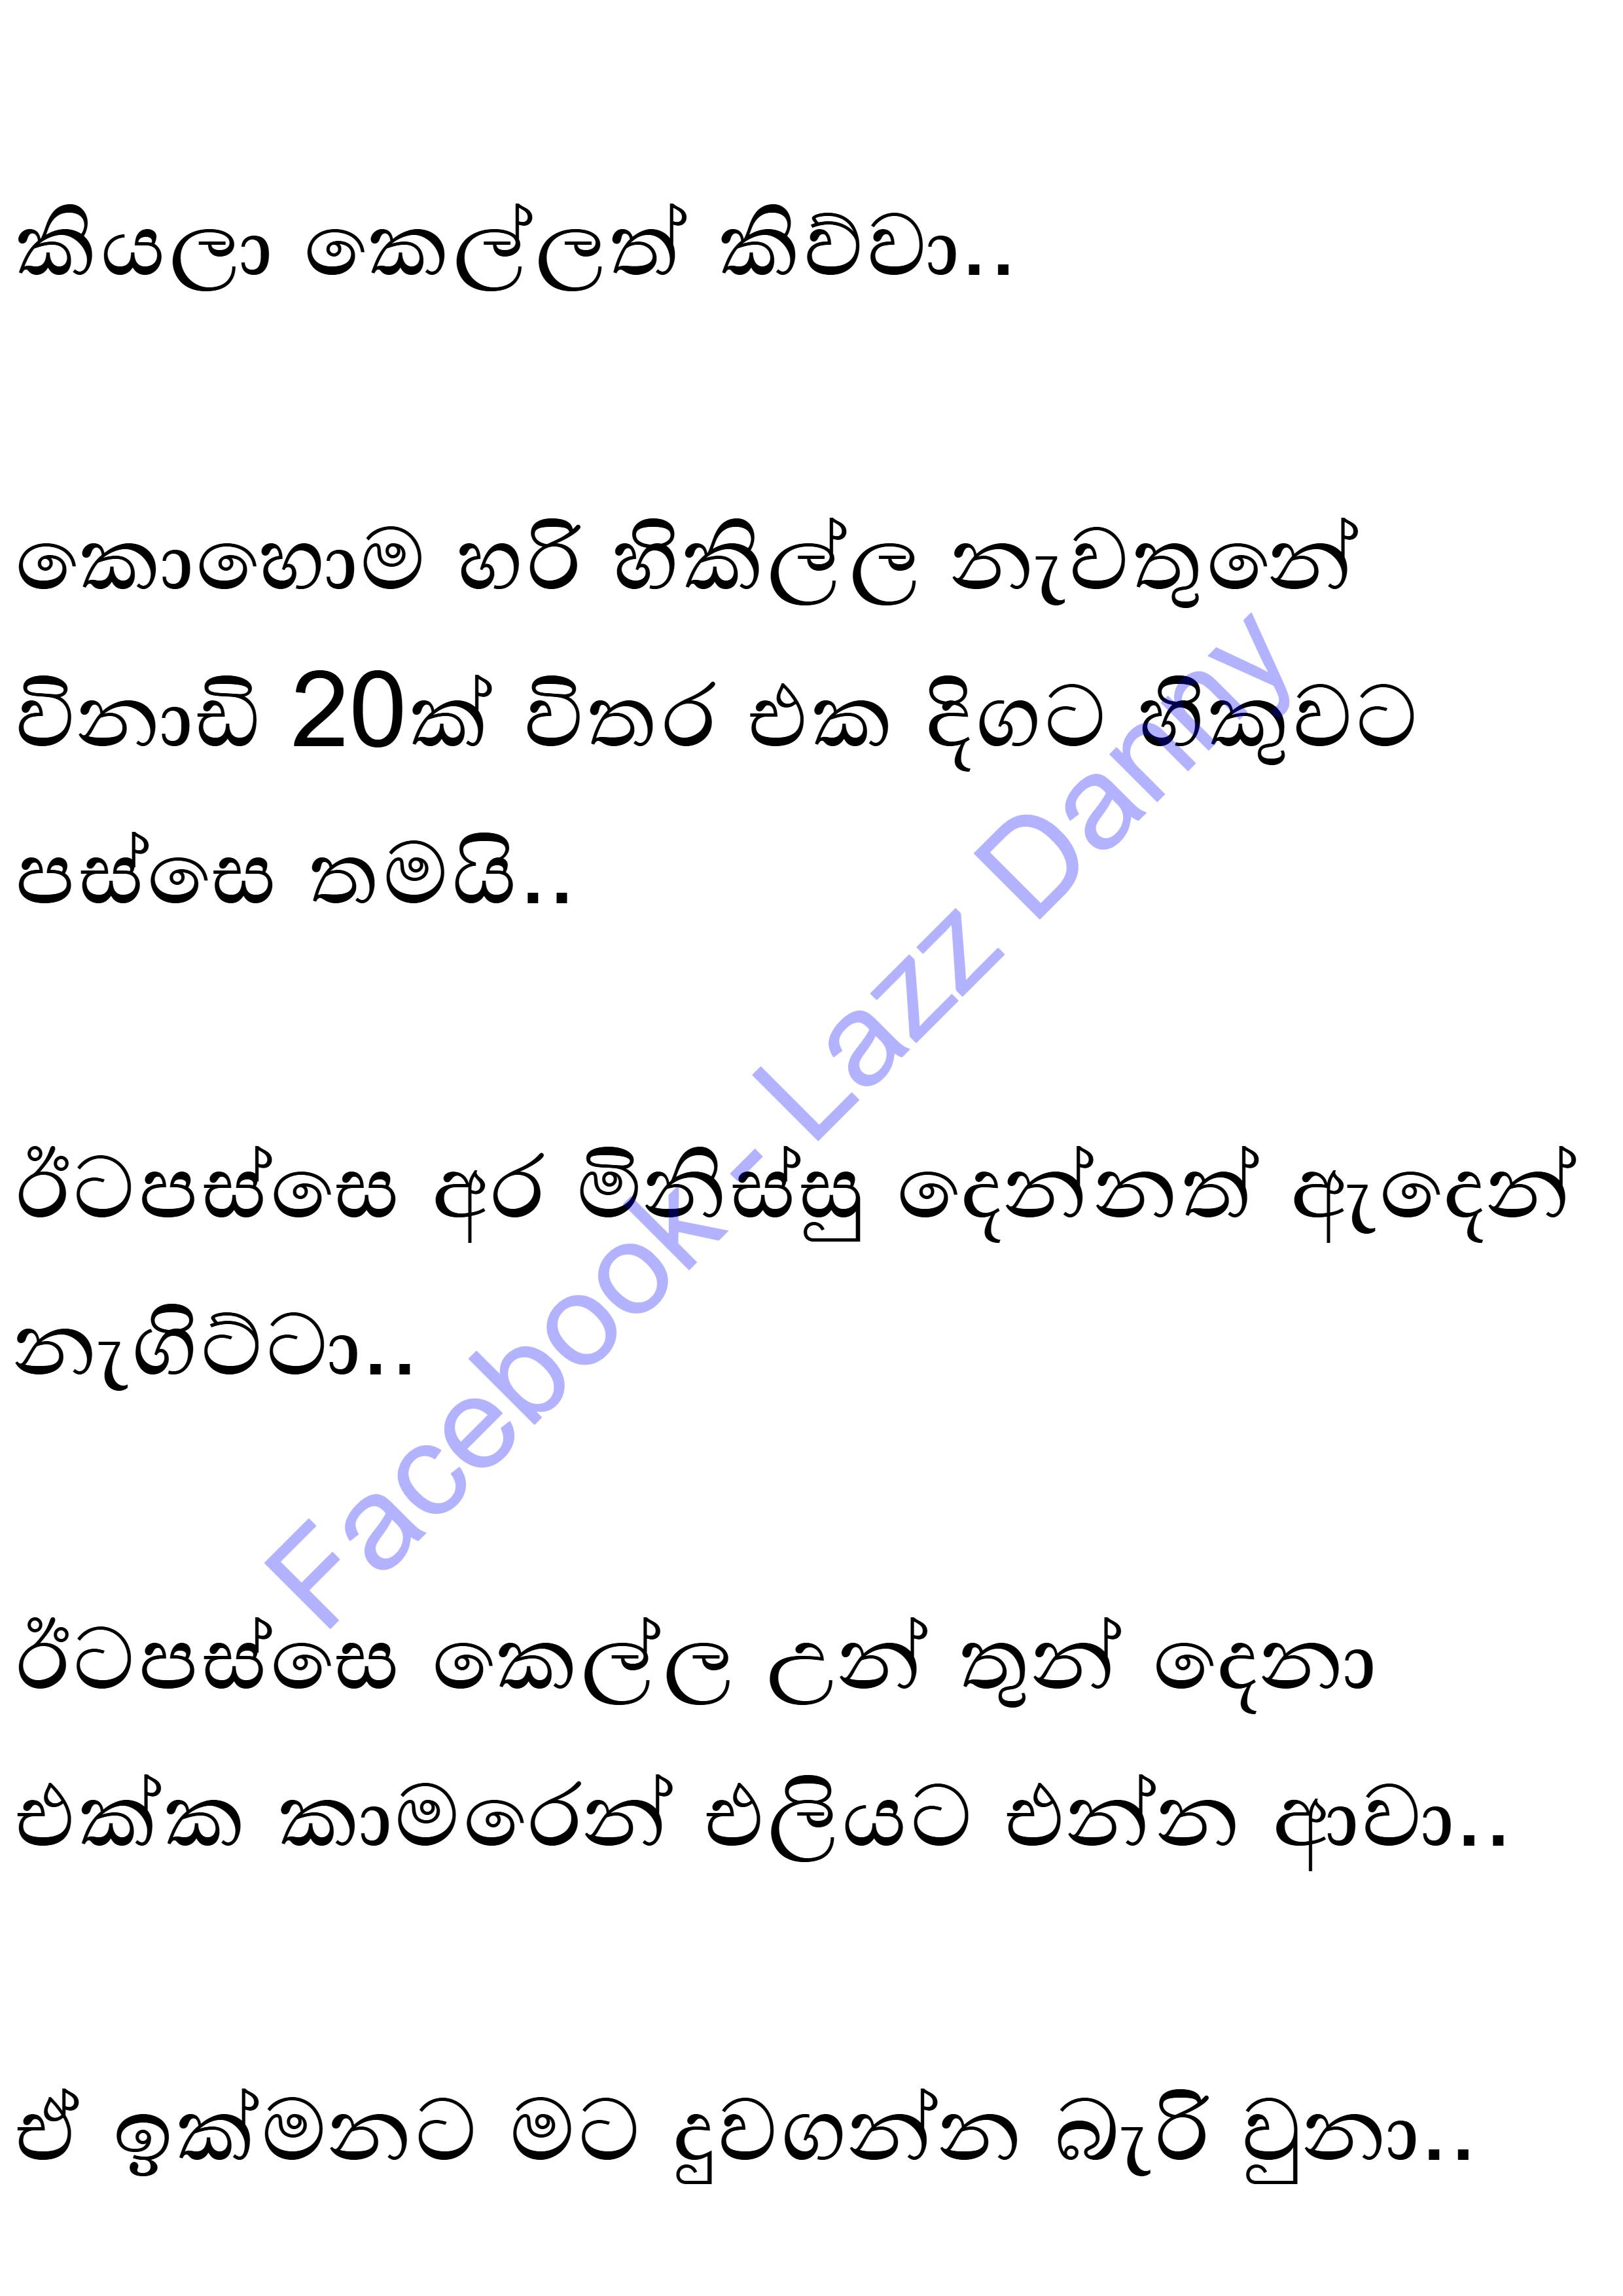 කියලා කෙල්ලත් කිව්වා..
කොහොම හරි හිකිල්ල නැවතුනේ
විනාඩි 20ක් විතර එක දිගට හිකුවට
පස්සෙ තමයි..
ඊටපස්සෙ අර මිනිස්සු දෙන්නත් ඇඳෙන්
නැගිට්ටා..
ඊටපස්සෙ කෙල්ල උන් තුන් දෙනා
එක්ක කාමරෙන් එලියට එන්න ආවා..
ඒ ඉක්මනට මට දුවගන්න බැරි වුනා..
Facebook - Lazz Danny